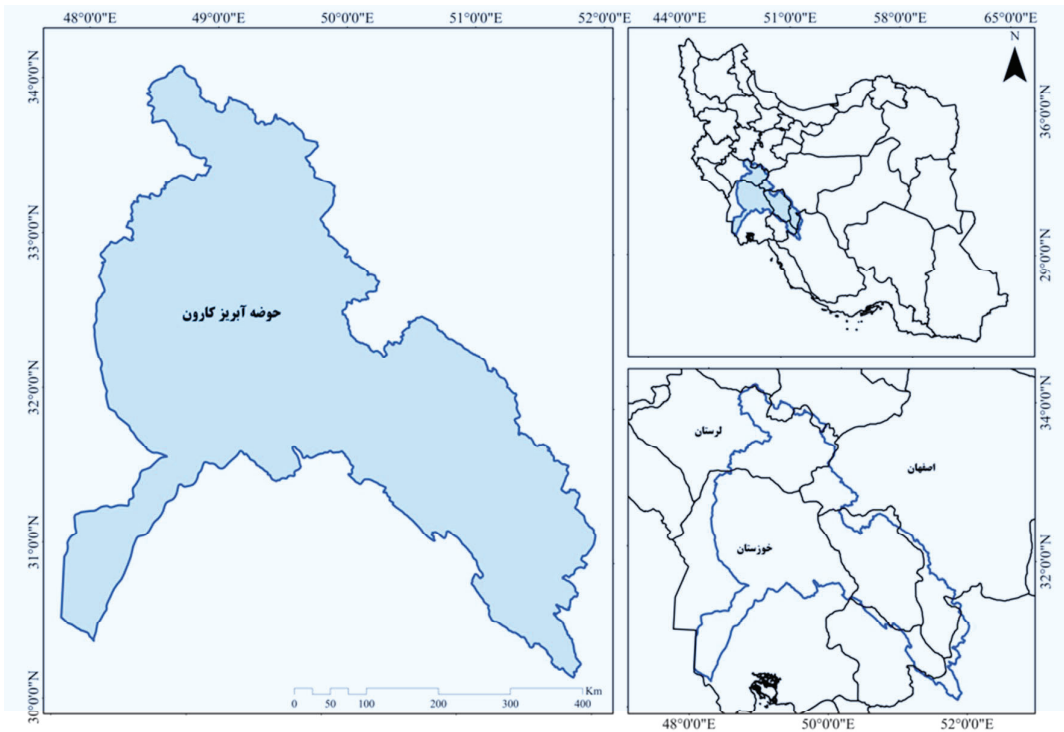 48°0'0"E 49°0'0"E 50°0'0"E 51°0'0"E 52°0'0"E
34°0'0"N
33°0'0"N
32°0'0"N
31°0'0"N
30°0'0"N
حوضه آبریز کارون
0 50 100 200 300 400 Km
44°0'0"E 51°0'0"E 58°0'0"E 65°0'0"E
N
36°0'0"N
29°0'0"N
34°0'0"N
32°0'0"N
لرستان
اصفهان
خوزستان
48°0'0"E 50°0'0"E 52°0'0"E